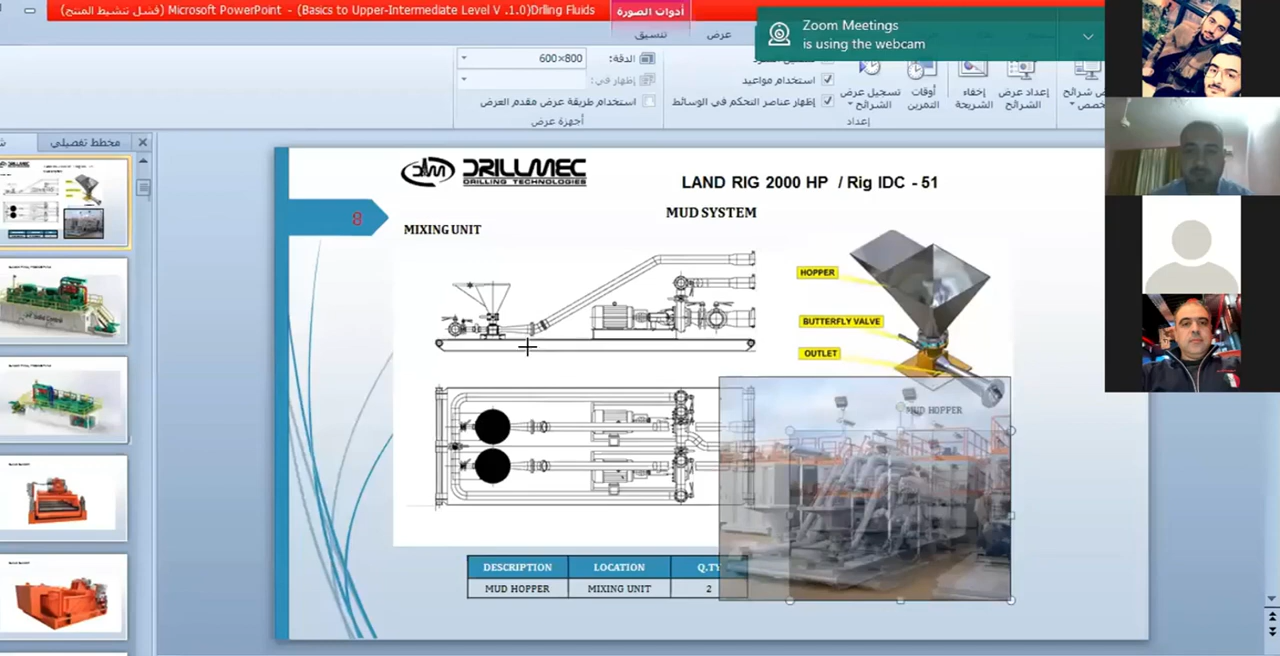 (فشل تنشيط المنتج) Microsoft PowerPoint - (Basics to Upper-Intermediate Level V .1.0)Drlling Fluids
أدوات الصورة
عرض
تنسيق
Zoom Meetings
is using the webcam
الدقة:
600×800
إظهار في:
استخدام طريقة عرض مقدم العرض
أجهزة عرض
استخدام مواعيد
إظهار عناصر التحكم في الوسائط
تسجيل عرض
الشرائح
أوقات
التمرين
إخفاء
الشريحة
إعداد عرض
الشرائح
إعداد
مخطط تفصيلي
DRILLMEC
DRILLING TECHNOLOGIES
LAND RIG 2000 HP / Rig IDC - 51
MUD SYSTEM
8
MIXING UNIT
HOPPER
BUTTERFLY VALVE
OUTLET
MUD HOPPER
DESCRIPTION LOCATION Q.TY
MUD HOPPER MIXING UNIT 2